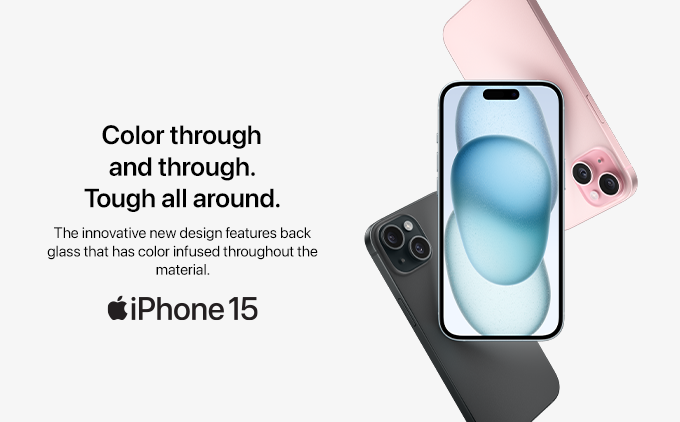 Color through
and through.
Tough all around.
The innovative new design features back
glass that has color infused throughout the
material.
iPhone 15